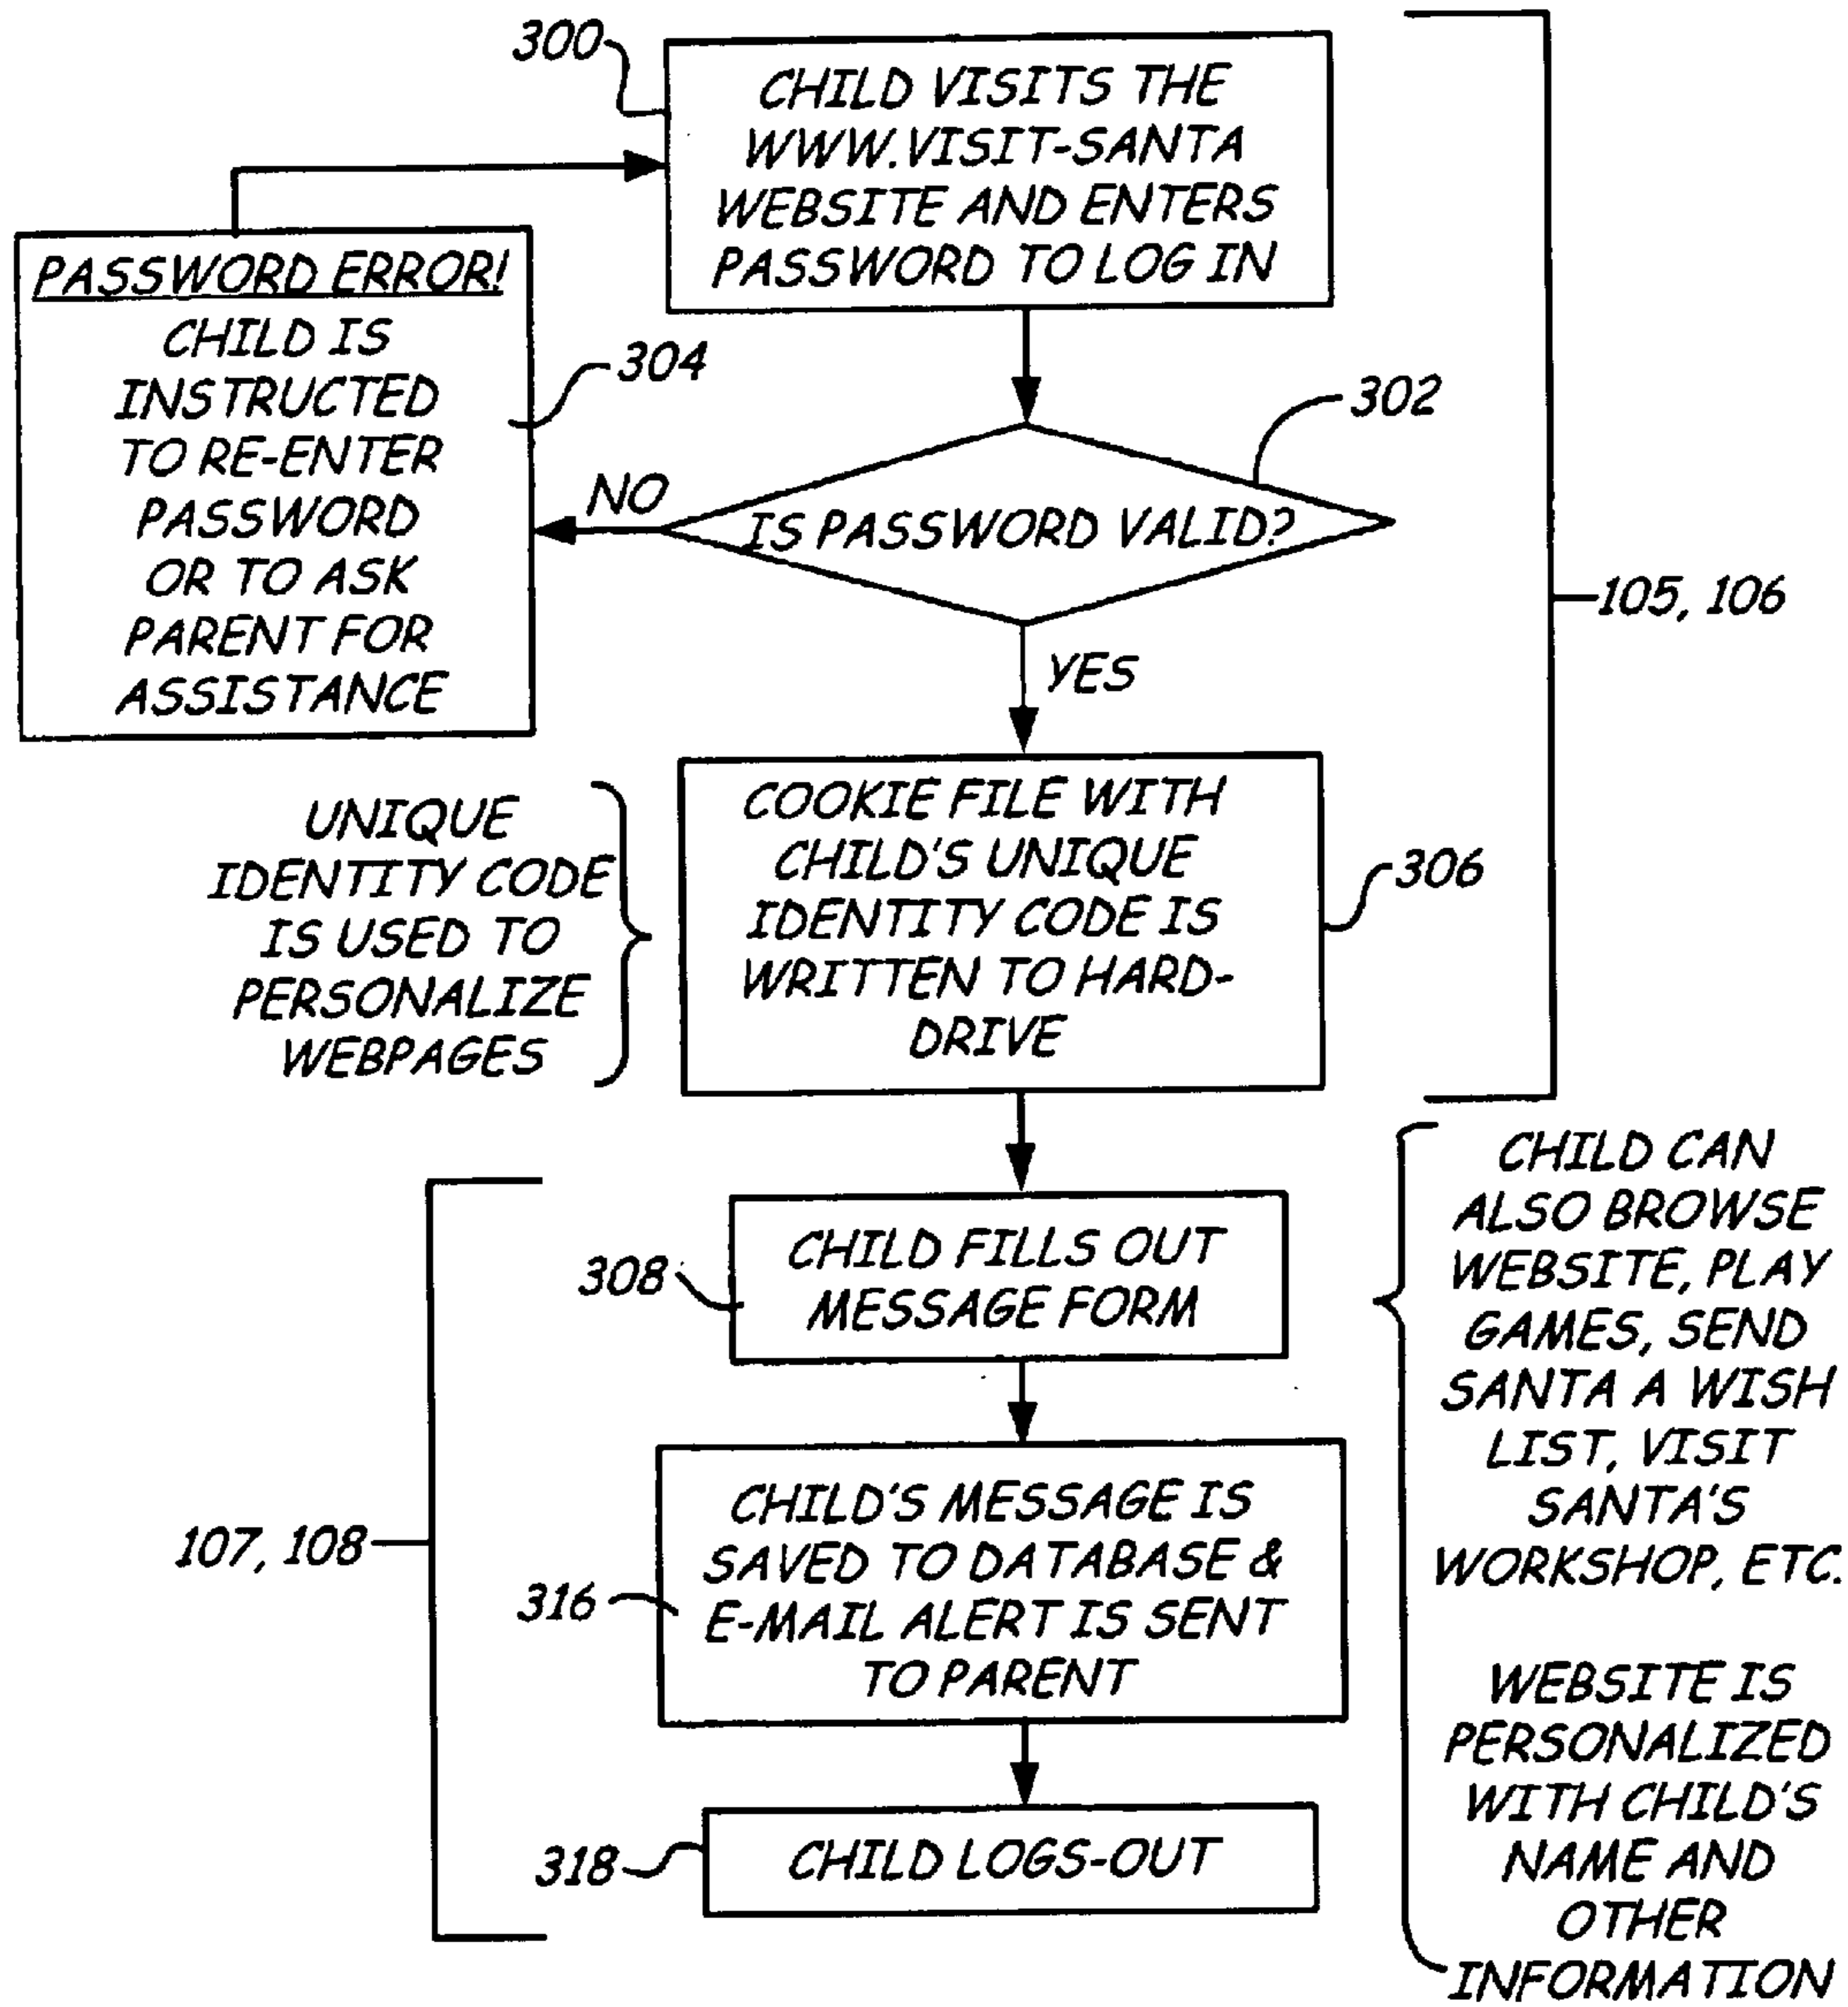 300
CHILD VISITS THE
WWW.VISIT-SANTA
WEBSITE AND ENTERS
PASSWORD TO LOG IN
PASSWORD ERROR!
CHILD IS
INSTRUCTED
TO RE-ENTER
PASSWORD
OR TO ASK
PARENT FOR
ASSISTANCE
304
302
NO
IS PASSWORD VALID?
YES
105, 106
UNIQUE
IDENTITY CODE
IS USED TO
PERSONALIZE
WEBPAGES
COOKIE FILE WITH
CHILD'S UNIQUE
IDENTITY CODE IS
WRITTEN TO HARD-
DRIVE
306
308
CHILD FILLS OUT
MESSAGE FORM
107, 108
316
CHILD'S MESSAGE IS
SAVED TO DATABASE &
E-MAIL ALERT IS SENT
TO PARENT
318
CHILD LOGS-OUT
CHILD CAN
ALSO BROWSE
WEBSITE, PLAY
GAMES, SEND
SANTA A WISH
LIST, VISIT
SANTA'S
WORKSHOP, ETC.
WEBSITE IS
PERSONALIZED
WITH CHILD'S
NAME AND
OTHER
INFORMATION